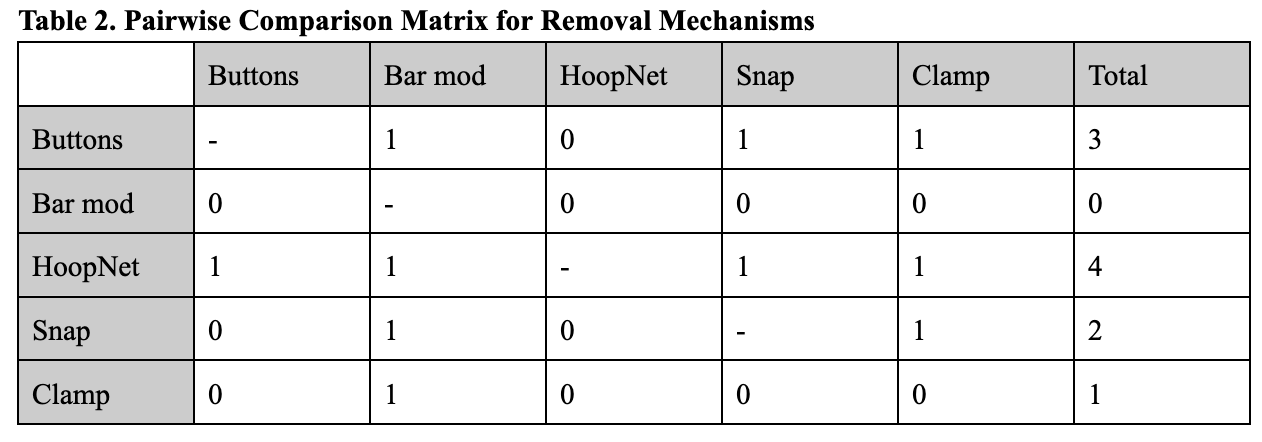 Table 2. Pairwise Comparison Matrix for Removal Mechanisms
Buttons Bar mod HoopNet Snap Clamp Total
Buttons - 1 0 1 1 3
Bar mod 0 - 0 0 0 0
HoopNet 1 1 - 1 1 4
Snap 0 1 0 - 1 2
Clamp 0 1 0 0 0 1